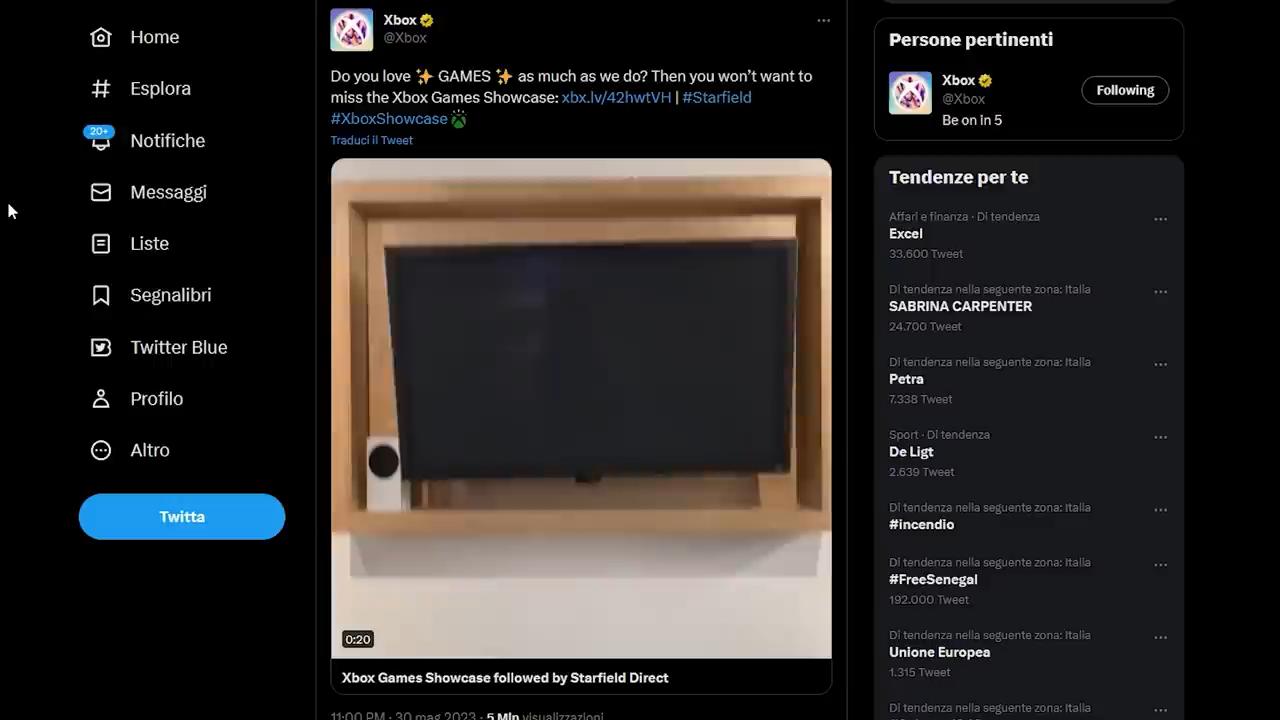 Home
Esplora
20+
Notifiche
Messaggi
Liste
Segnalibri
Twitter Blue
Profilo
Altro
Twitta
Xbox
@Xbox
Do you love ✨ GAMES ✨ as much as we do? Then you won't want to
miss the Xbox Games Showcase: xbx.lv/42hwtVH | #Starfield
#XboxShowcase
Traduci il Tweet
0:20
Xbox Games Showcase followed by Starfield Direct
11:00 PM · 30 mag 2023 · 5 Mln visualizzazioni
Persone pertinenti
Xbox
@Xbox
Following
Be on in 5
Tendenze per te
Affari e finanza · Di tendenza
Excel
33.600 Tweet
Di tendenza nella seguente zona: Italia
SABRINA CARPENTER
24.700 Tweet
Di tendenza nella seguente zona: Italia
Petra
7.338 Tweet
Sport · Di tendenza
De Ligt
2.639 Tweet
Di tendenza nella seguente zona: Italia
#incendio
Di tendenza nella seguente zona: Italia
#FreeSenegal
192.000 Tweet
Di tendenza nella seguente zona: Italia
Unione Europea
1.315 Tweet
Di tendenza nella seguente zona: Italia